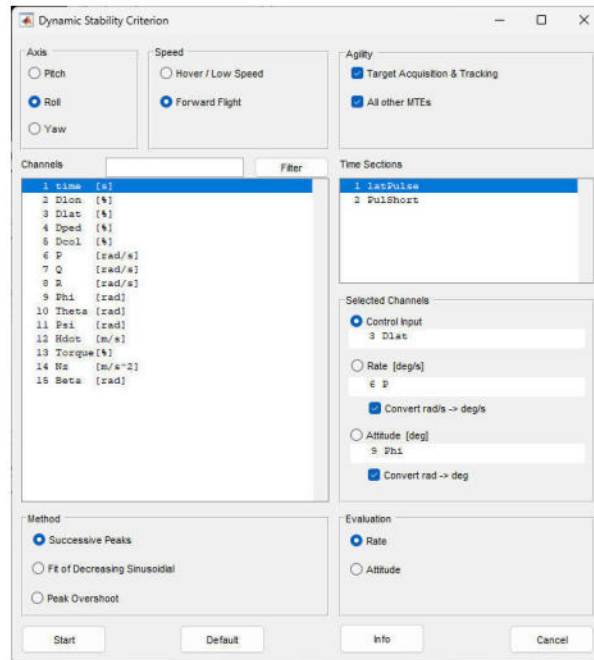 Dynamic Stability Criterion
Axis
Pitch
Roll
Yaw
Speed
Hover / Low Speed
Forward Flight
Agility
Target Acquisition & Tracking
All other MTEs
Channels
Filter
1 time [s]
2 Dlon [%]
3 Dlat [%]
4 Dped [%]
5 Dcol [%]
6 P [rad/s]
7 Q [rad/s]
8 R [rad/s]
9 Phi [rad]
10 Theta [rad]
11 Psi [rad]
12 Hdot [m/s]
13 Torque[%]
14 Nz [m/s^2]
15 Beta [rad]
Time Sections
1 latPulse
2 PulShort
Selected Channels
Control Input
3 Dlat
Rate [deg/s]
6 P
Convert rad/s -> deg/s
Attitude [deg]
9 Phi
Convert rad -> deg
Method
Successive Peaks
Fit of Decreasing Sinusoidal
Peak Overshoot
Evaluation
Rate
Attitude
Start
Default
Info
Cancel